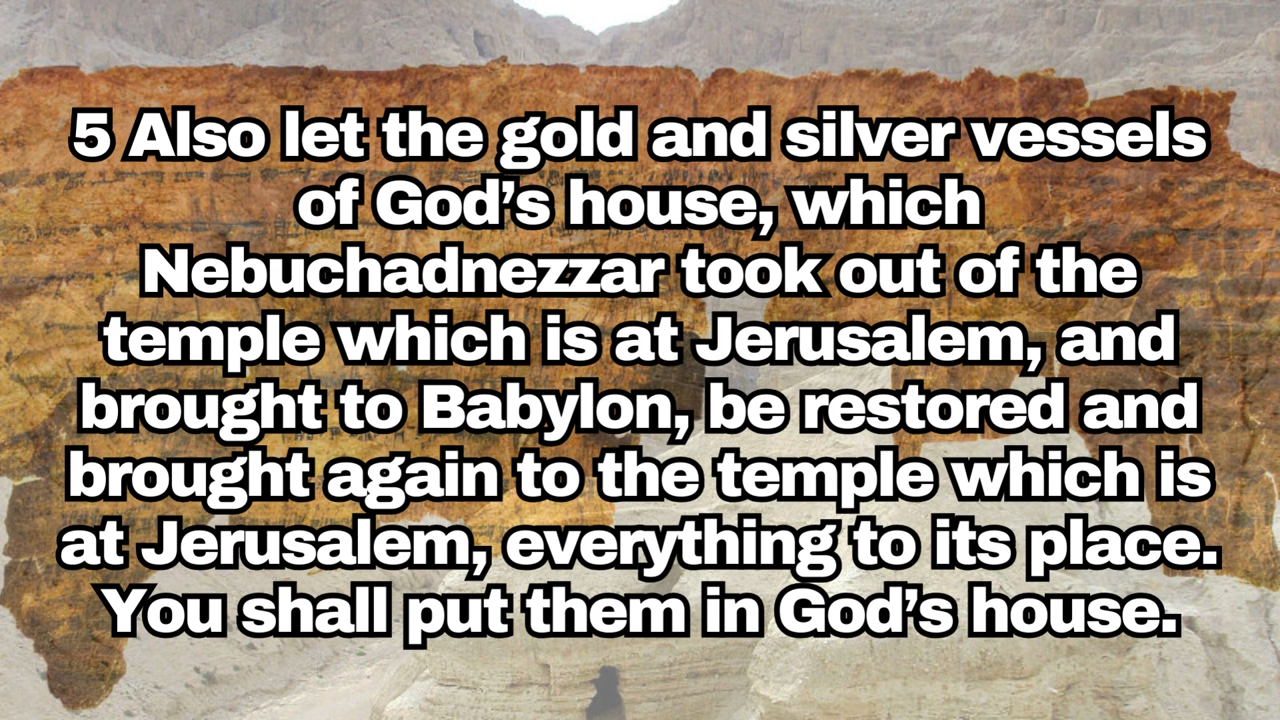 5 Also let the gold and silver vessels
of God’s house, which
Nebuchadnezzar took out of the
temple which is at Jerusalem, and
brought to Babylon, be restored and
brought again to the temple which is
at Jerusalem, everything to its place.
You shall put them in God’s house.